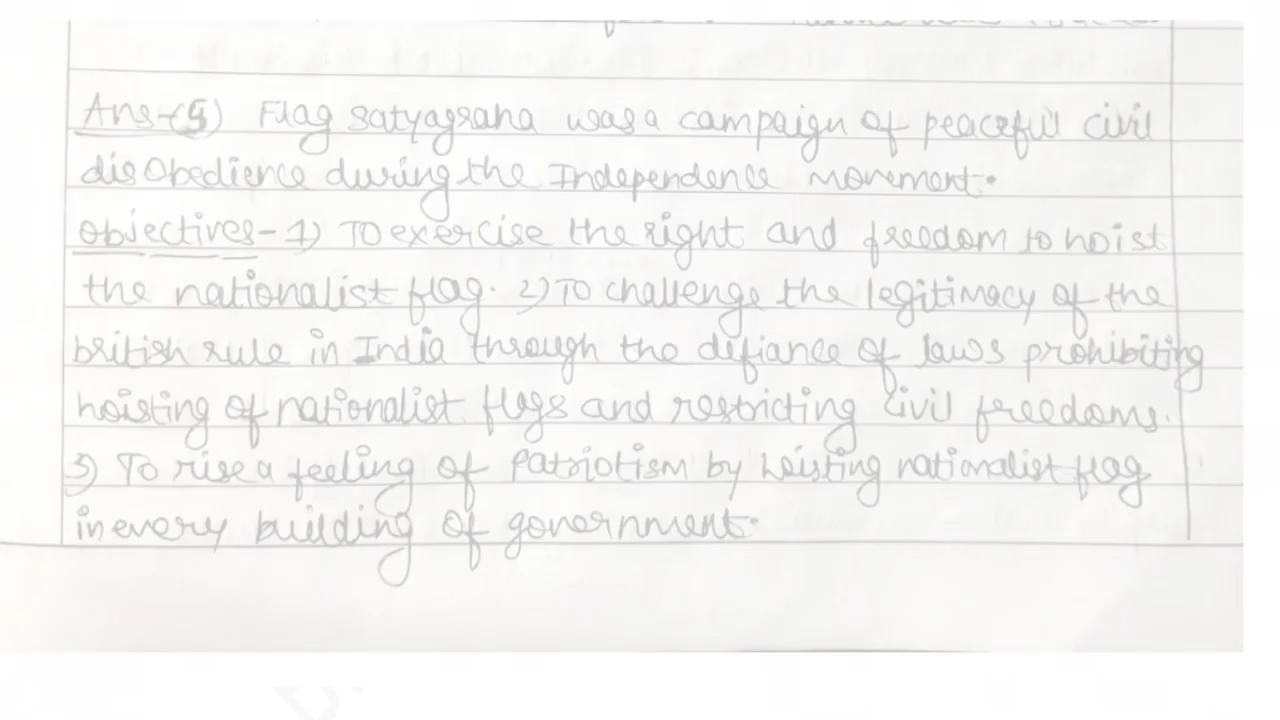 Ans-(5) Flag satyagraha was a campaign of peaceful civil
disobedience during the Independence movement.
objectives- 1) To exercise the right and freedom to hoist
the nationalist flag. 2) To challenge the legitimacy of the
british rule in India through the defiance of laws prohibiting
hoisting of nationalist flags and restricting civil freedoms.
3) To rise a feeling of Patriotism by hoisting nationalist flag
in every building of government.